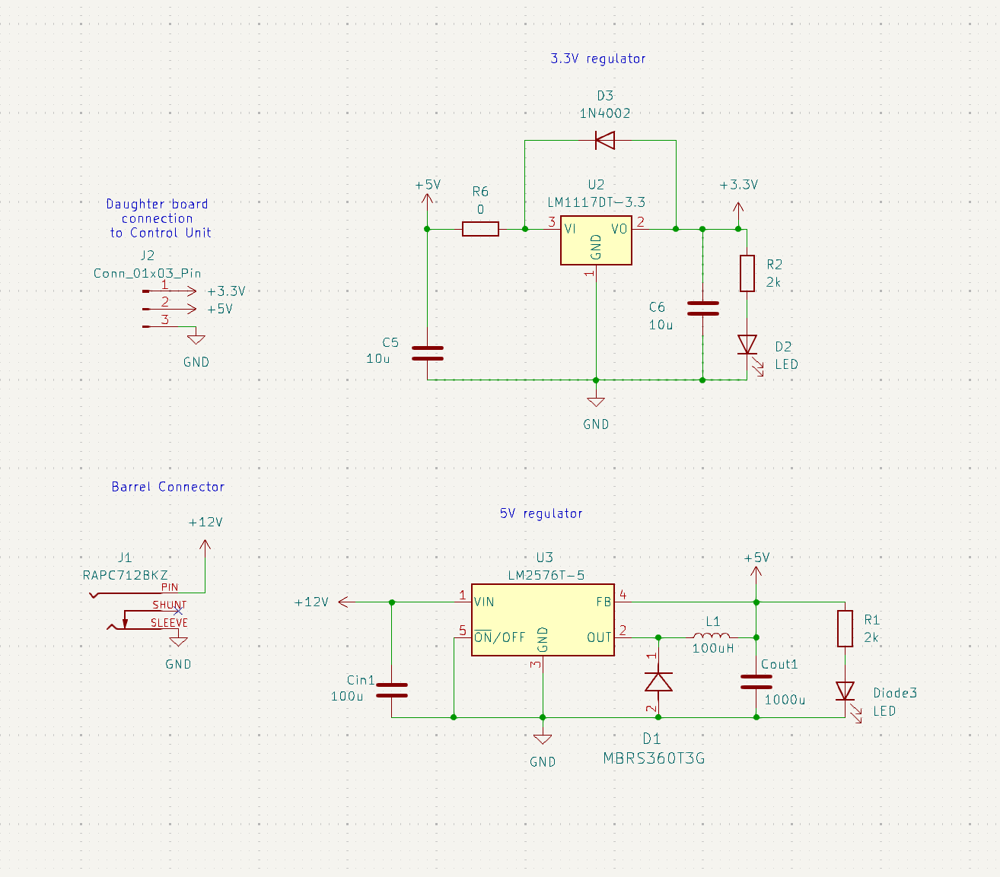 3.3V regulator
D3
1N4002
+5V
R6
0
U2
LM1117DT-3.3
+3.3V
3
VI
VO
2
GND
1
R2
2k
C6
10u
C5
10u
D2
LED
GND
Daughter board
connection
to Control Unit
J2
Conn_01x03_Pin
1
+3.3V
2
+5V
3
GND
Barrel Connector
+12V
J1
RAPC712BKZ
PIN
SHUNT
SLEEVE
GND
5V regulator
U3
LM2576T-5
+5V
+12V
1
VIN
FB
4
5
ON/OFF
GND
OUT
2
3
L1
100uH
R1
2k
1
2
Cin1
100u
Cout1
1000u
Diode3
LED
D1
MBRS360T3G
GND